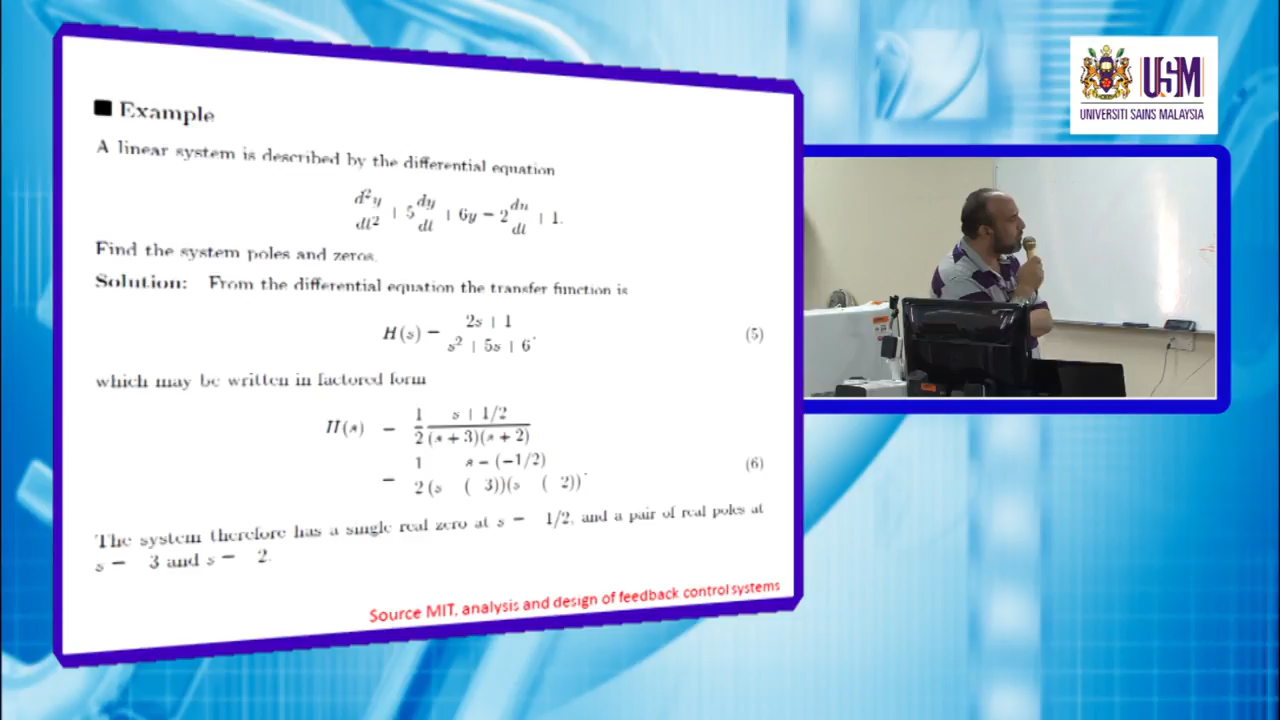 ■ Example
A linear system is described by the differential equation
d²y/dt² + 5 dy/dt + 6y = 2 du/dt + 1.
Find the system poles and zeros.
Solution: From the differential equation the transfer function is
H(s) = (2s + 1)/(s² + 5s + 6). (5)
which may be written in factored form
H(s) = 1/2 (s + 1/2)/((s + 3)(s + 2))
= 1/2 (s − (−1/2))/((s − (−3))(s − (−2))). (6)
The system therefore has a single real zero at s = −1/2, and a pair of real poles at
s = −3 and s = −2.
Source MIT, analysis and design of feedback control systems
USM
UNIVERSITI SAINS MALAYSIA